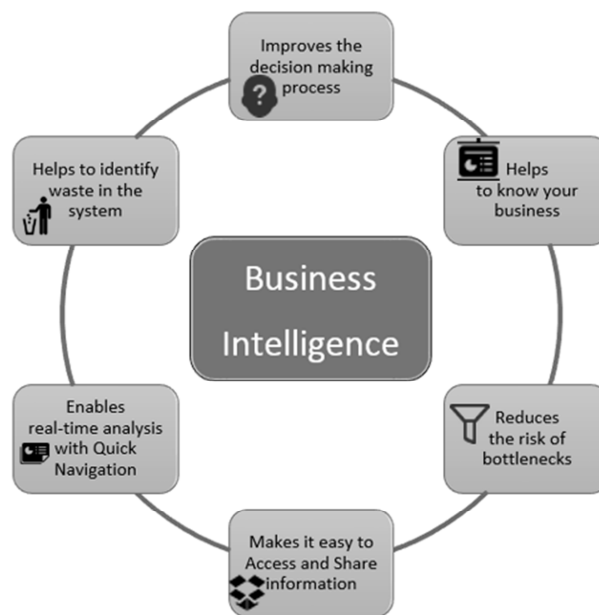 Improves the
decision making
process
?
Helps
to know your
business
Reduces
the risk of
bottlenecks
Makes it easy to
Access and Share
information
Enables
real-time analysis
with Quick
Navigation
Helps to identify
waste in the
system
Business
Intelligence